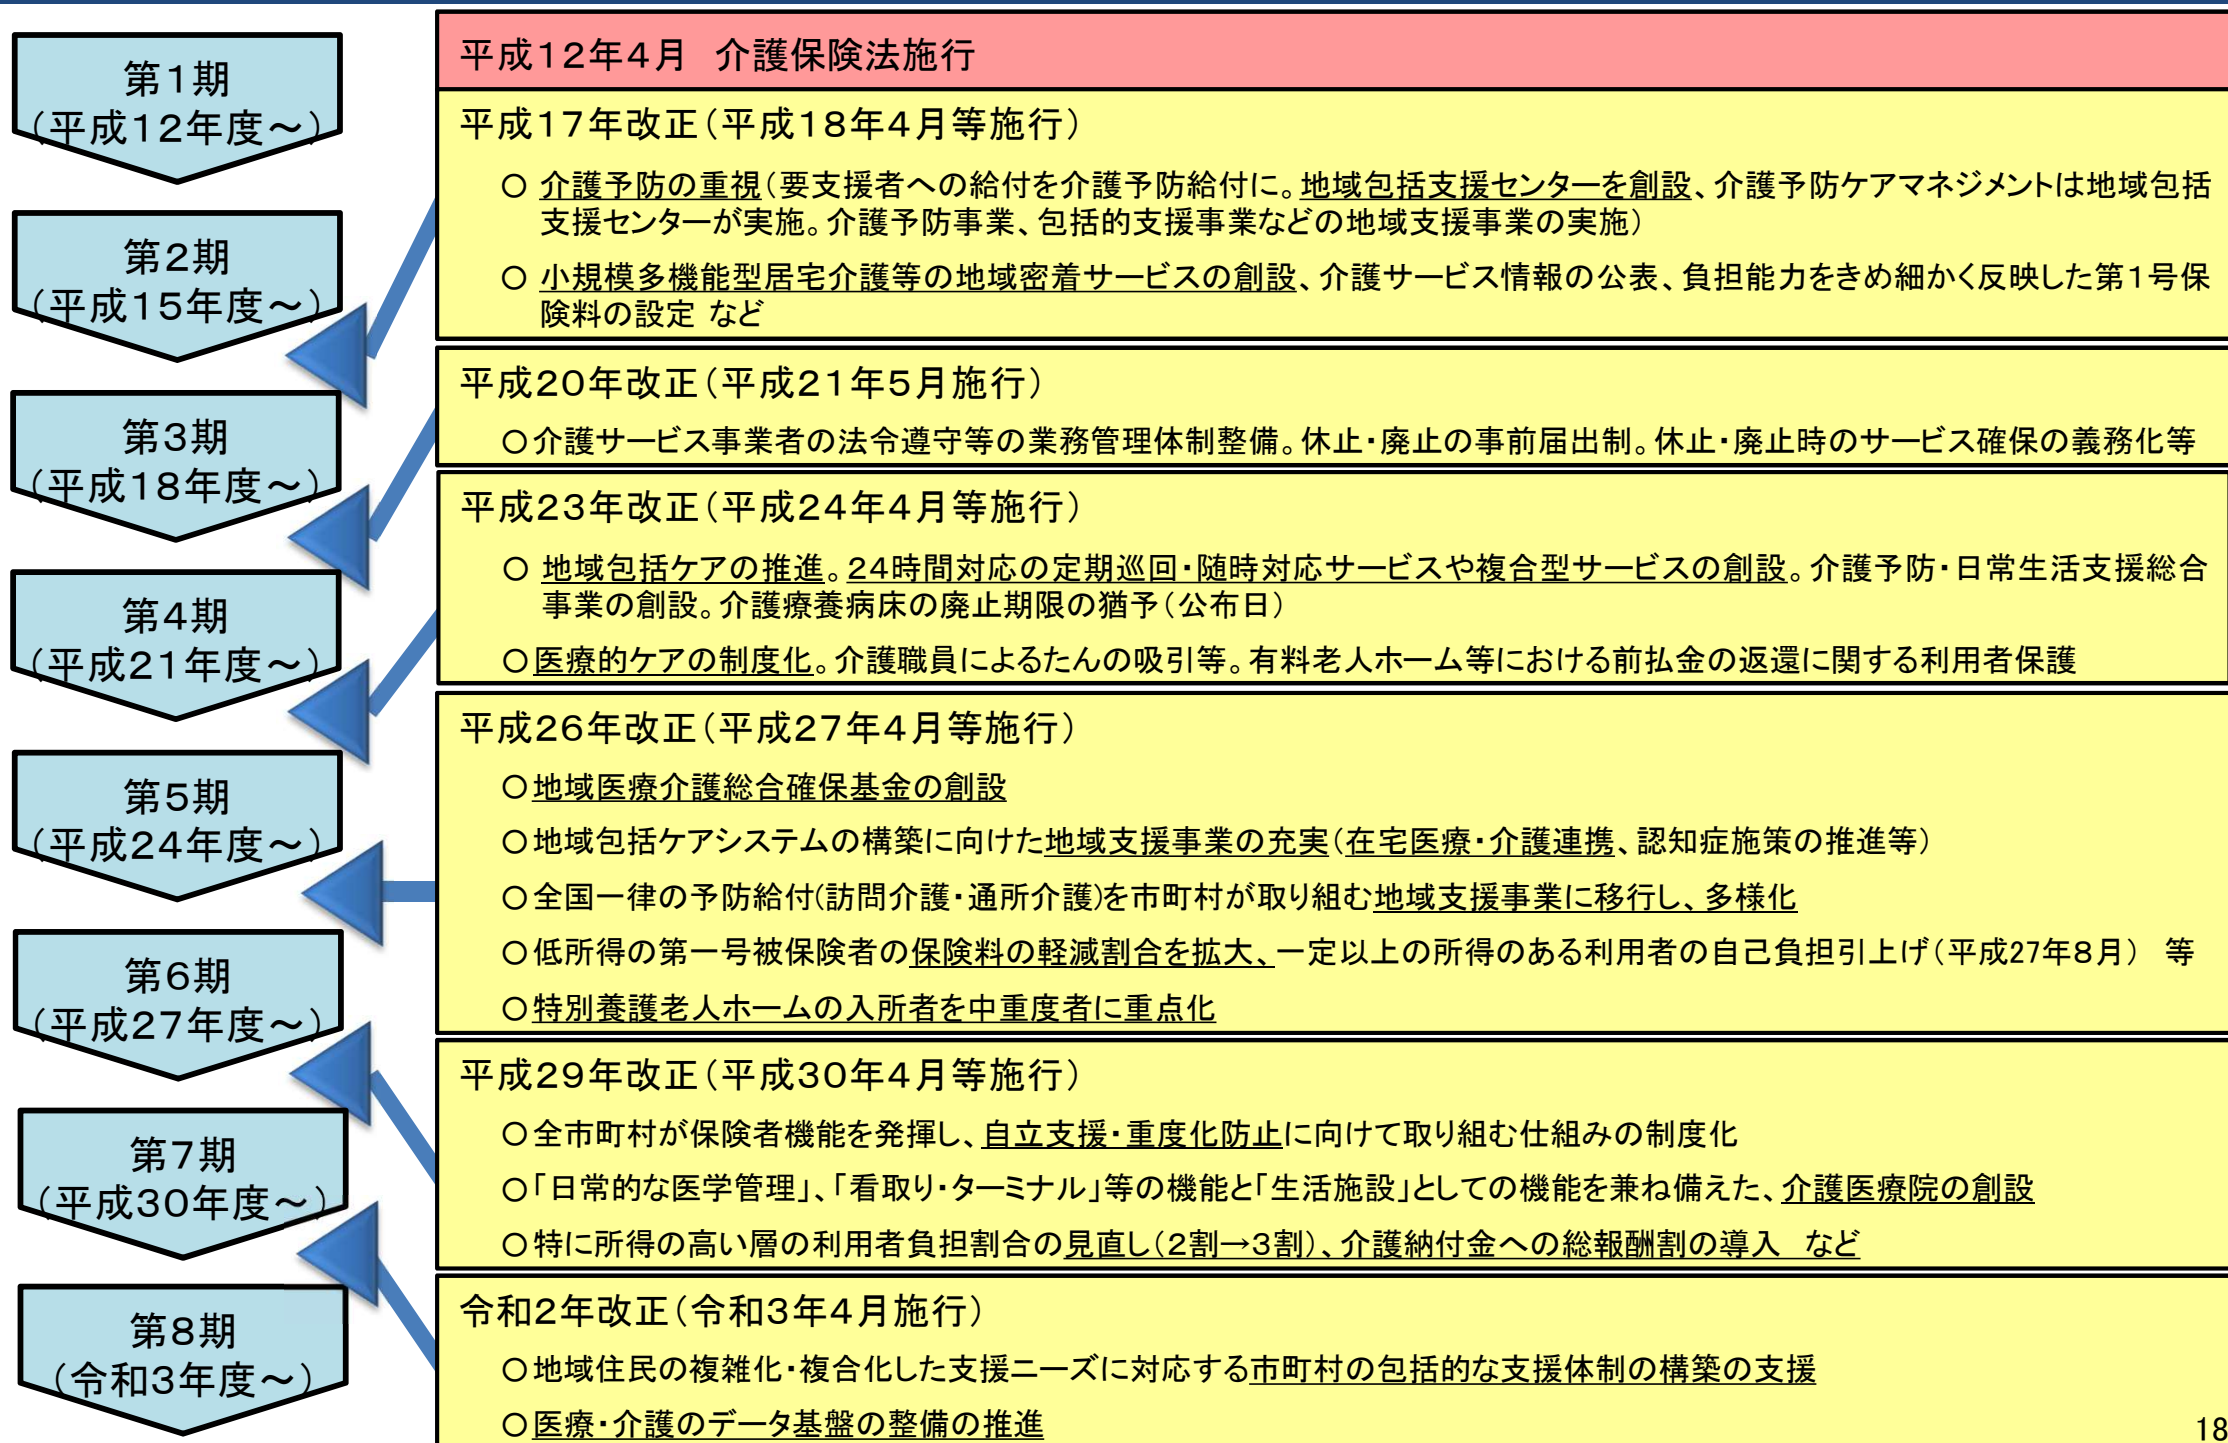 第1期
(平成12年度～)
第2期
(平成15年度～)
第3期
(平成18年度～)
第4期
(平成21年度～)
第5期
(平成24年度～)
第6期
(平成27年度～)
第7期
(平成30年度～)
第8期
(令和3年度～)
平成12年4月　介護保険法施行
平成17年改正(平成18年4月等施行)
○ 介護予防の重視(要支援者への給付を介護予防給付に。地域包括支援センターを創設、介護予防ケアマネジメントは地域包括
支援センターが実施。介護予防事業、包括的支援事業などの地域支援事業の実施)
○ 小規模多機能型居宅介護等の地域密着サービスの創設、介護サービス情報の公表、負担能力をきめ細かく反映した第1号保
険料の設定 など
平成20年改正(平成21年5月施行)
○介護サービス事業者の法令遵守等の業務管理体制整備。休止・廃止の事前届出制。休止・廃止時のサービス確保の義務化等
平成23年改正(平成24年4月等施行)
○ 地域包括ケアの推進。24時間対応の定期巡回・随時対応サービスや複合型サービスの創設。介護予防・日常生活支援総合
事業の創設。介護療養病床の廃止期限の猶予(公布日)
○医療的ケアの制度化。介護職員によるたんの吸引等。有料老人ホーム等における前払金の返還に関する利用者保護
平成26年改正(平成27年4月等施行)
○地域医療介護総合確保基金の創設
○地域包括ケアシステムの構築に向けた地域支援事業の充実(在宅医療・介護連携、認知症施策の推進等)
○全国一律の予防給付(訪問介護・通所介護)を市町村が取り組む地域支援事業に移行し、多様化
○低所得の第一号被保険者の保険料の軽減割合を拡大、一定以上の所得のある利用者の自己負担引上げ(平成27年8月)　等
○特別養護老人ホームの入所者を中重度者に重点化
平成29年改正(平成30年4月等施行)
○全市町村が保険者機能を発揮し、自立支援・重度化防止に向けて取り組む仕組みの制度化
○「日常的な医学管理」、「看取り・ターミナル」等の機能と「生活施設」としての機能を兼ね備えた、介護医療院の創設
○特に所得の高い層の利用者負担割合の見直し(2割→3割)、介護納付金への総報酬割の導入　など
令和2年改正(令和3年4月施行)
○地域住民の複雑化・複合化した支援ニーズに対応する市町村の包括的な支援体制の構築の支援
○医療・介護のデータ基盤の整備の推進
18